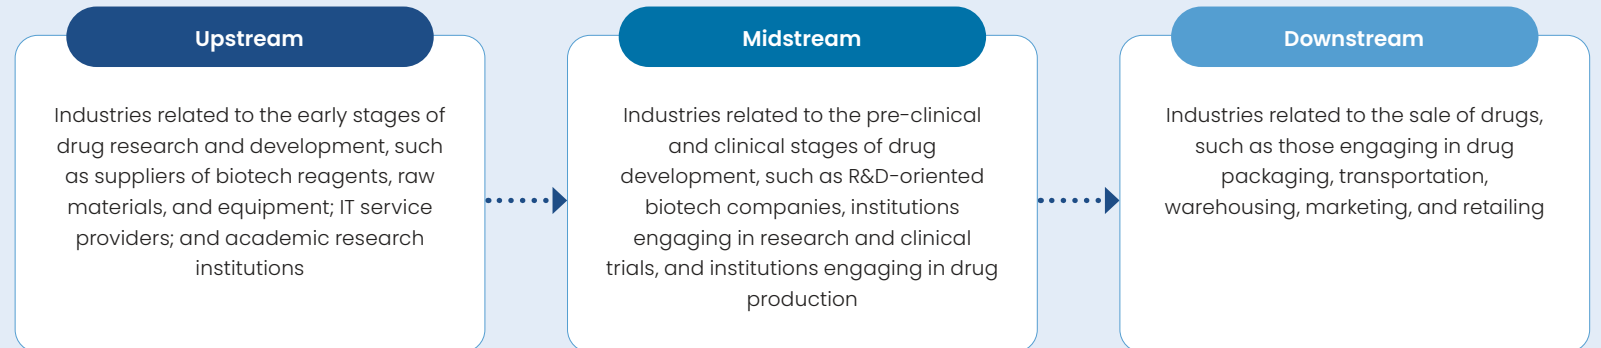 Upstream
Industries related to the early stages of
drug research and development, such
as suppliers of biotech reagents, raw
materials, and equipment; IT service
providers; and academic research
institutions
Midstream
Industries related to the pre-clinical
and clinical stages of drug
development, such as R&D-oriented
biotech companies, institutions
engaging in research and clinical
trials, and institutions engaging in drug
production
Downstream
Industries related to the sale of drugs,
such as those engaging in drug
packaging, transportation,
warehousing, marketing, and retailing